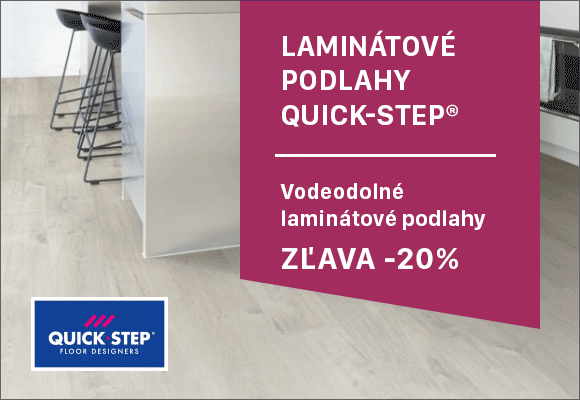 LAMINÁTOVÉ
PODLAHY
QUICK-STEP®
Vodeodolné
laminátové podlahy
ZĽAVA -20%
QUICK·STEP®
FLOOR DESIGNERS